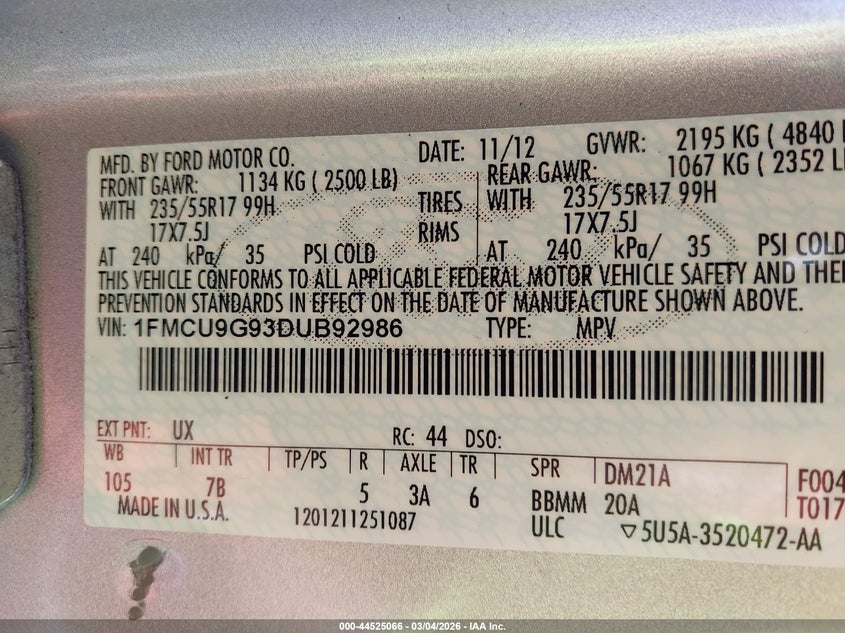 MFD. BY FORD MOTOR CO. DATE: 11/12 GVWR: 2195 KG ( 4840
FRONT GAWR: 1134 KG ( 2500 LB) REAR GAWR: 1067 KG ( 2352
WITH 235/55R17 99H TIRES WITH 235/55R17 99H
17X7.5J RIMS 17X7.5J
AT 240 kPa/ 35 PSI COLD AT 240 kPa/ 35 PSI COLD
THIS VEHICLE CONFORMS TO ALL APPLICABLE FEDERAL MOTOR VEHICLE SAFETY AND
PREVENTION STANDARDS IN EFFECT ON THE DATE OF MANUFACTURE SHOWN ABOVE.
VIN: 1FMCU9G93DUB92986 TYPE: MPV
EXT PNT: UX RC: 44 DSO:
WB INT TR TP/PS R AXLE TR SPR DM21A F004
105 7B 5 3A 6 BBMM 20A T017
MADE IN U.S.A. 1201211251087 ULC ▽5U5A-3520472-AA
000-44525066 - 03/04/2026 - IAA Inc.